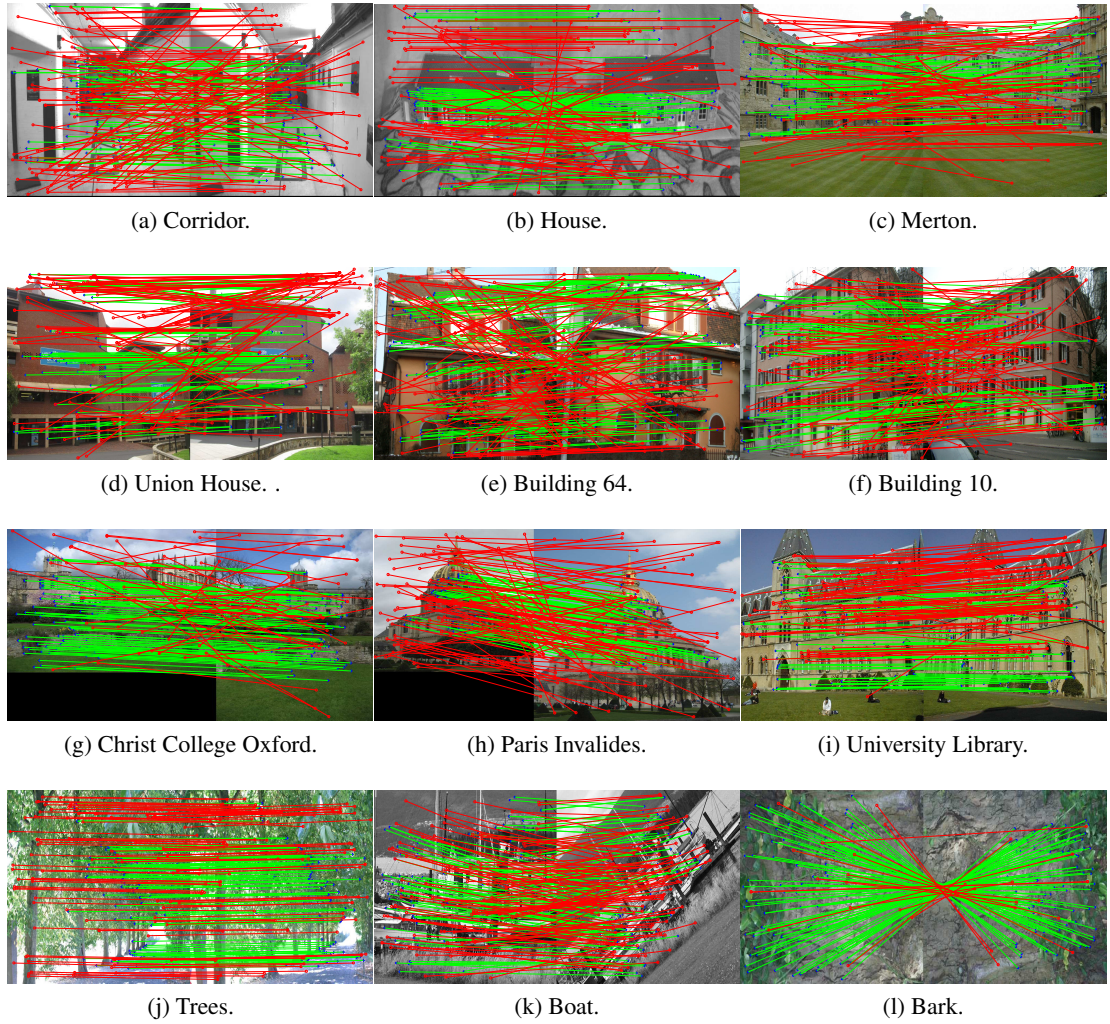 (a) Corridor.
(b) House.
(c) Merton.
(d) Union House. .
(e) Building 64.
(f) Building 10.
(g) Christ College Oxford.
(h) Paris Invalides.
(i) University Library.
(j) Trees.
(k) Boat.
(l) Bark.